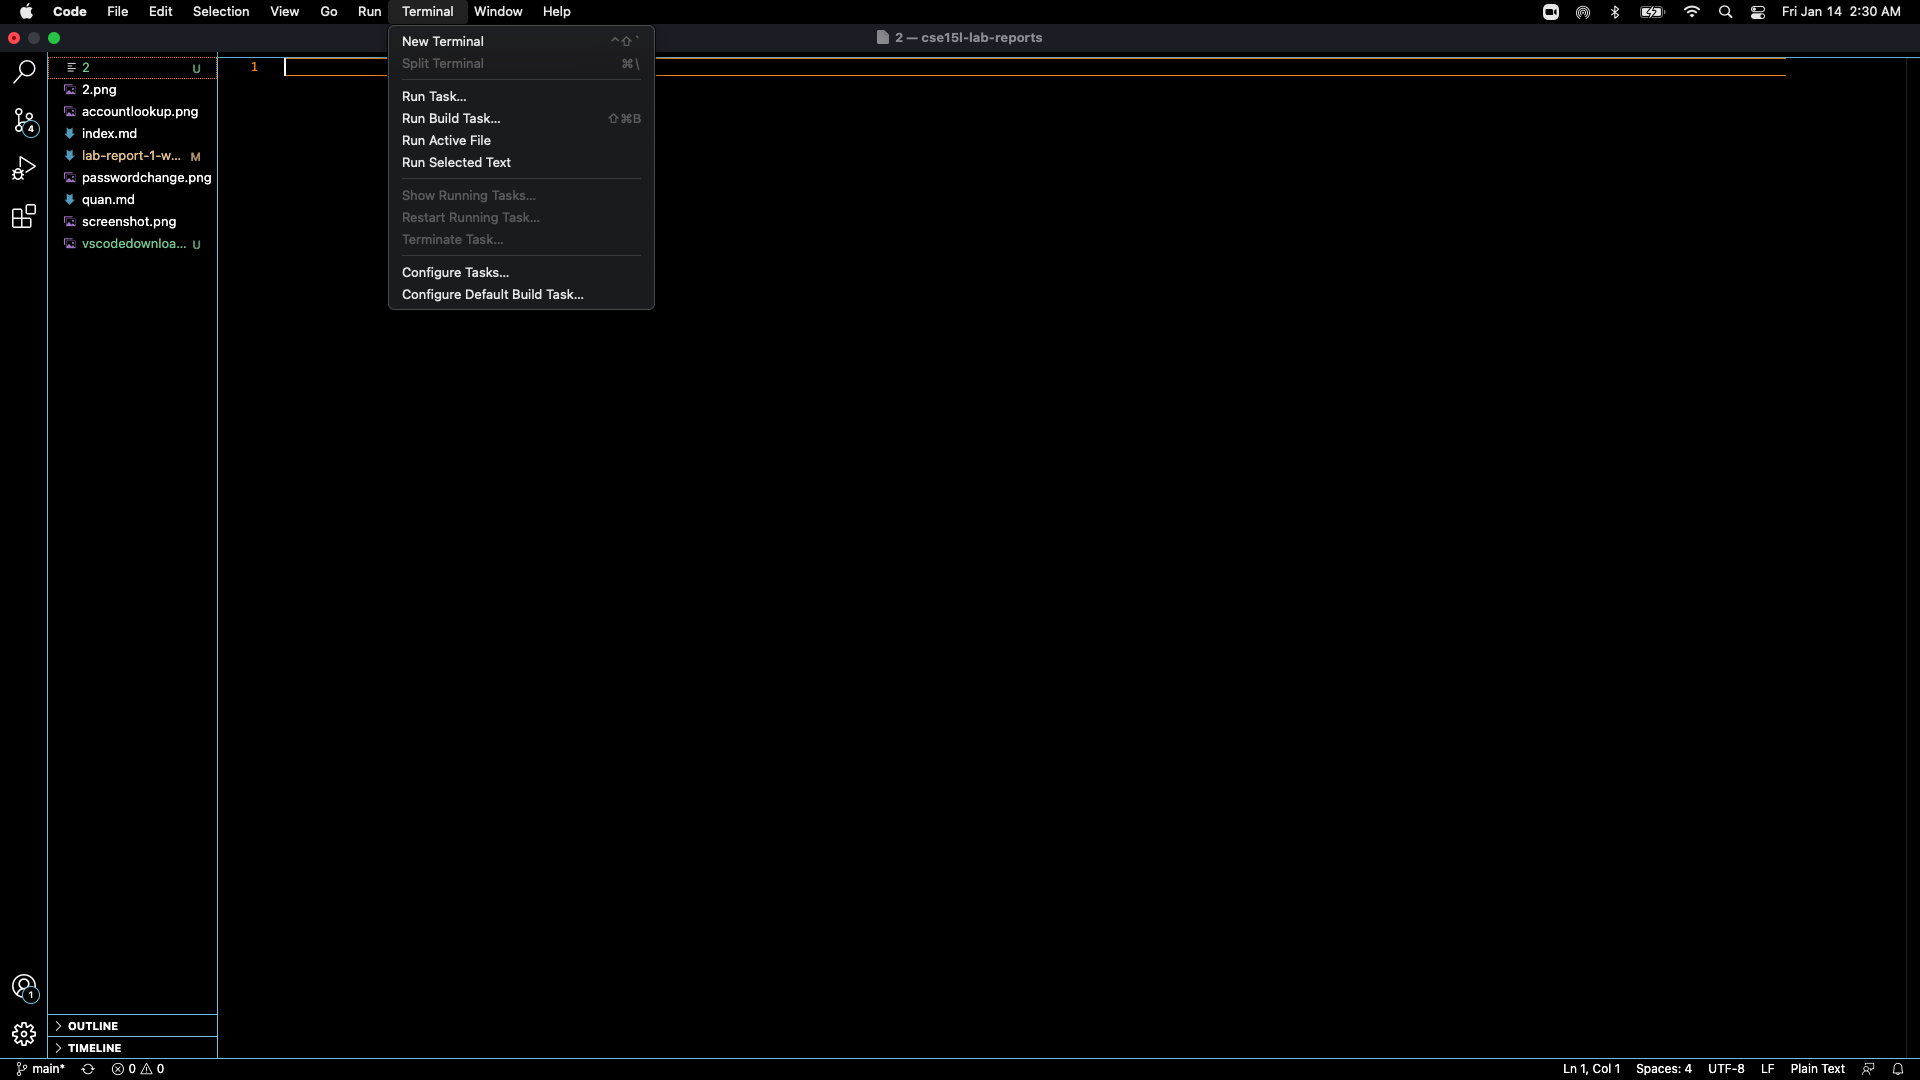 Code File Edit Selection View Go Run Terminal Window Help
Fri Jan 14 2:30 AM
2 — cse15l-lab-reports
New Terminal ⌃⇧`
Split Terminal ⌘\
Run Task...
Run Build Task... ⇧⌘B
Run Active File
Run Selected Text
Show Running Tasks...
Restart Running Task...
Terminate Task...
Configure Tasks...
Configure Default Build Task...
2 U
2.png
accountlookup.png
index.md
lab-report-1-w... M
passwordchange.png
quan.md
screenshot.png
vscodedownloa... U
1
4
1
OUTLINE
TIMELINE
main* 0 0
Ln 1, Col 1 Spaces: 4 UTF-8 LF Plain Text